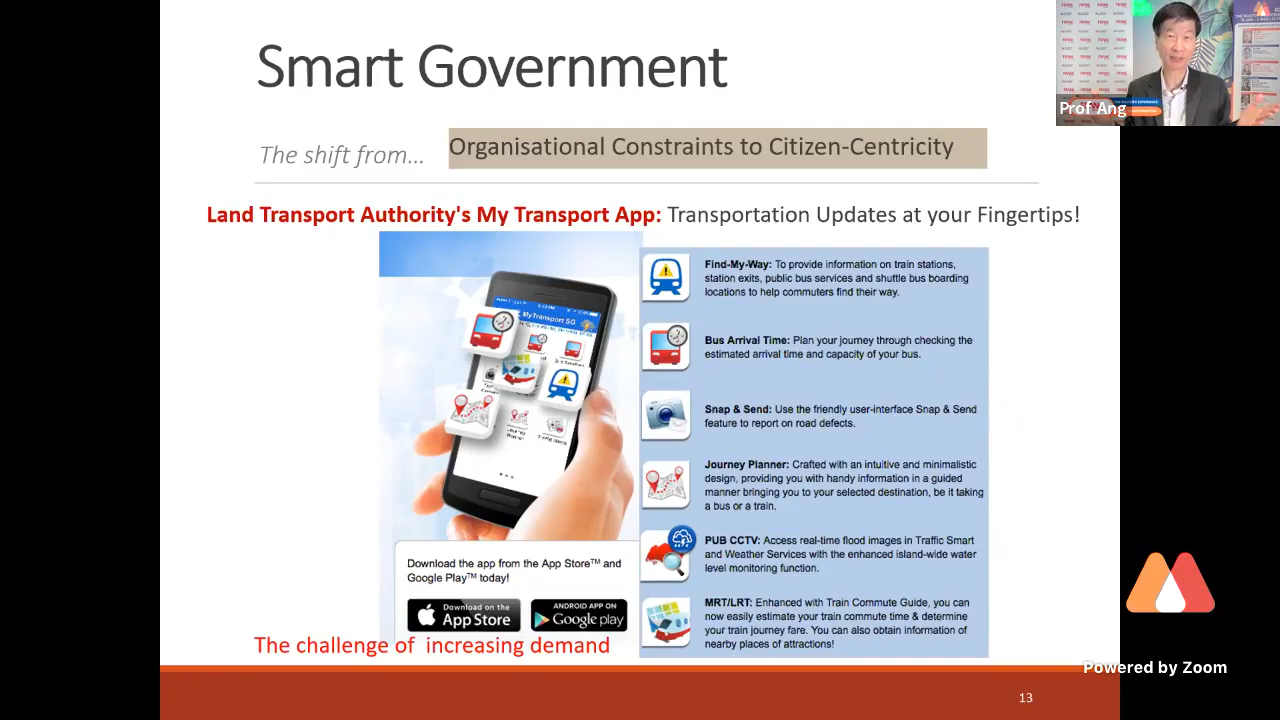 Smart Government
Prof Ang
The shift from...
Organisational Constraints to Citizen-Centricity
Land Transport Authority's My Transport App: Transportation Updates at your Fingertips!
MyTransport SG
Find-My-Way: To provide information on train stations,
station exits, public bus services and shuttle bus boarding
locations to help commuters find their way.
Bus Arrival Time: Plan your journey through checking the
estimated arrival time and capacity of your bus.
Snap & Send: Use the friendly user-interface Snap & Send
feature to report on road defects.
Journey Planner: Crafted with an intuitive and minimalistic
design, providing you with handy information in a guided
manner bringing you to your selected destination, be it taking
a bus or a train.
PUB CCTV: Access real-time flood images in Traffic Smart
and Weather Services with the enhanced island-wide water
level monitoring function.
MRT/LRT: Enhanced with Train Commute Guide, you can
now easily estimate your train commute time & determine
your train journey fare. You can also obtain information of
nearby places of attractions!
Download the app from the App Store™ and
Google Play™ today!
Download on the
App Store
ANDROID APP ON
Google play
The challenge of  increasing demand
Powered by Zoom
13